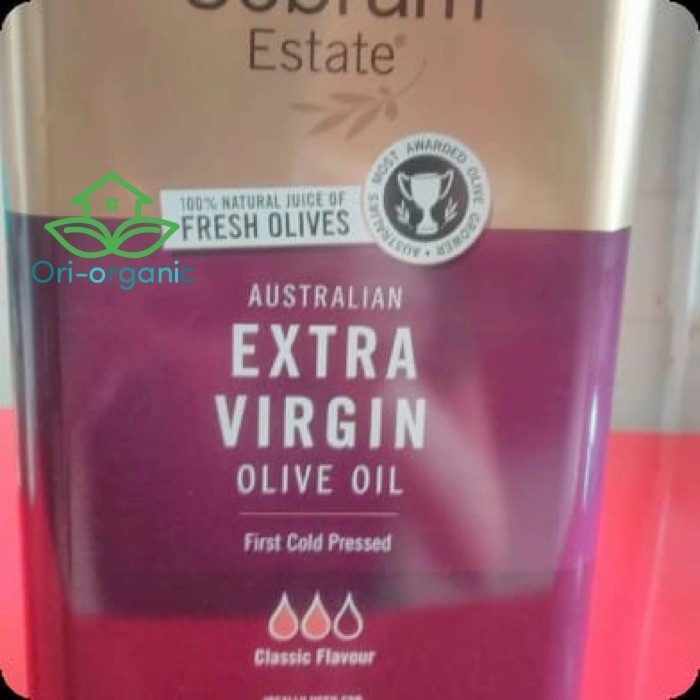 Estate®
100% NATURAL JUICE OF
FRESH OLIVES
AUSTRALIA'S MOST AWARDED OLIVE GROWER •
Ori-organic
AUSTRALIAN
EXTRA
VIRGIN
OLIVE OIL
First Cold Pressed
Classic Flavour